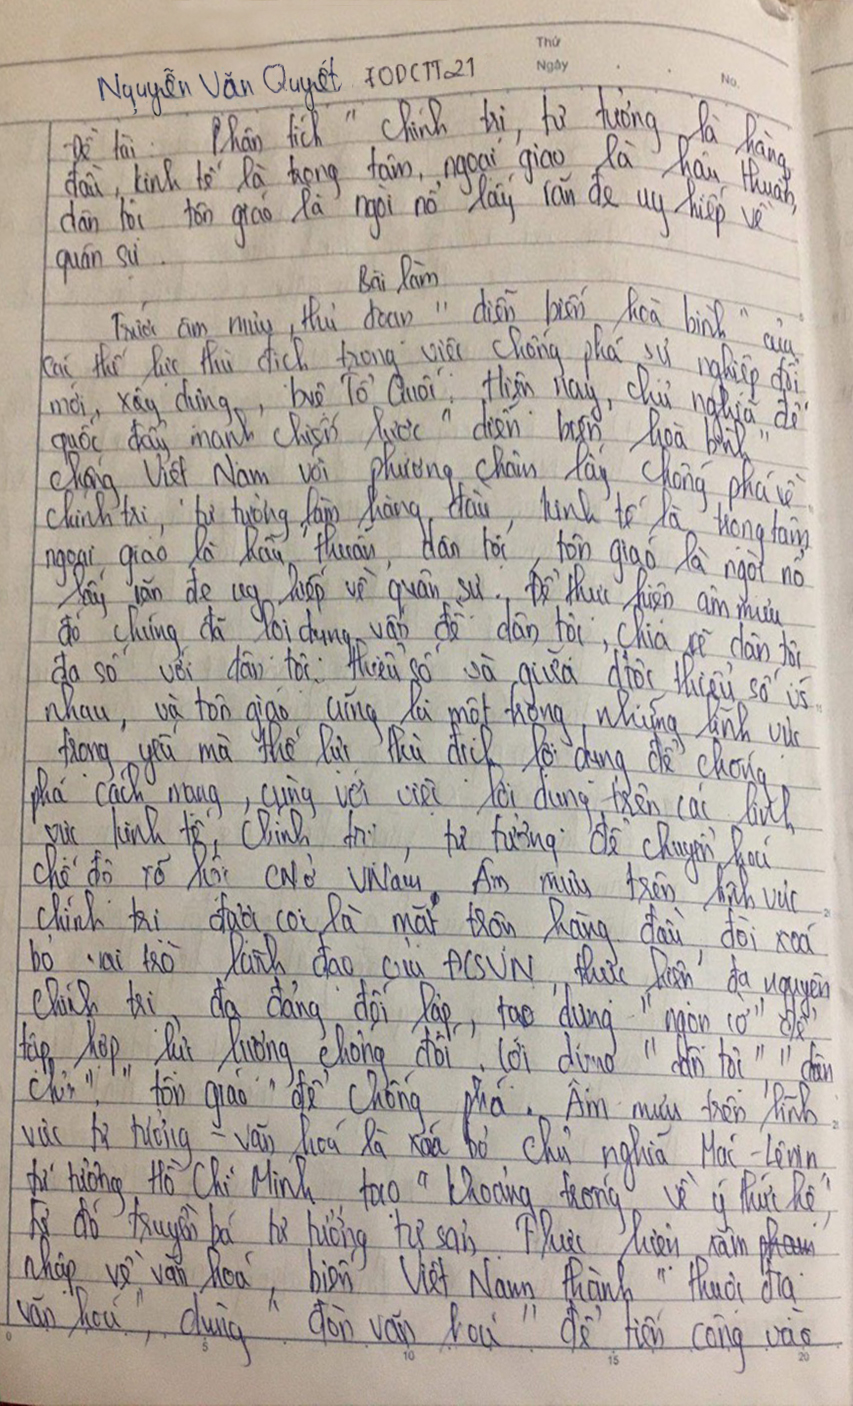 Thứ
Ngày
No.
Nguyễn Văn Quyết 70DCTT21
Đề tài: Phân tích " chính trị, tư tưởng là hàng
đầu, kinh tế là trọng tâm, ngoại giao là hậu thuẫn,
dân tộc tôn giáo là ngòi nổ lấy răn đe uy hiếp về
quân sự.
Bài làm
Trước âm mưu, thủ đoạn " diễn biến hoà bình" của
các thế lực thù địch trong việc chống phá sự nghiệp đổi
mới, xây dựng, bvệ Tổ Quốc. Hiện nay, chủ nghĩa đế
quốc đẩy mạnh chiến lược " diễn biến hoà bình"
chống Việt Nam với phương châm lấy chống phá về
chính trị, tư tưởng làm hàng đầu, kinh tế là trọng tâm
ngoại giao là hậu thuẫn, dân tộc, tôn giáo là ngòi nổ
lấy răn đe uy hiếp về quân sự. Để thực hiện âm mưu
đó chúng đã lợi dụng vấn đề dân tộc, chia rẽ dân tộc
đa số với dân tộc thiểu số và giữa dtộc thiểu số vs
nhau, và tôn giáo cũng là một trong những lĩnh vực
trọng yếu mà thế lực thù địch lợi dụng để chống
phá cách mạng, cùng với việc lợi dụng trên các lĩnh
vực kinh tế, chính trị, tư tưởng để chuyển hoá
chế độ xã hội CN ở VNam. Âm mưu trên lĩnh vực
chính trị được coi là mặt trận hàng đầu đòi xoá
bỏ vai trò lãnh đạo của ĐCSVN, thực hiện đa nguyên
chính trị, đa đảng đối lập, tạo dựng "ngọn cờ" để
tập hợp lực lượng chống đối, lợi dụng "dân tộc" "dân
chủ", "tôn giáo" để chống phá. Âm mưu trên lĩnh
vực tư tưởng - văn hoá là xoá bỏ chủ nghĩa Mác-Lênin
tư tưởng Hồ Chí Minh tạo "khoảng trống về ý thức hệ",
từ đó truyền bá tư tưởng tư sản. Thực hiện xâm
nhập về văn hoá, biến Việt Nam thành " thuộc địa
văn hoá", dùng " đòn văn hoá" để tiến công vào
0 5 10 15 20